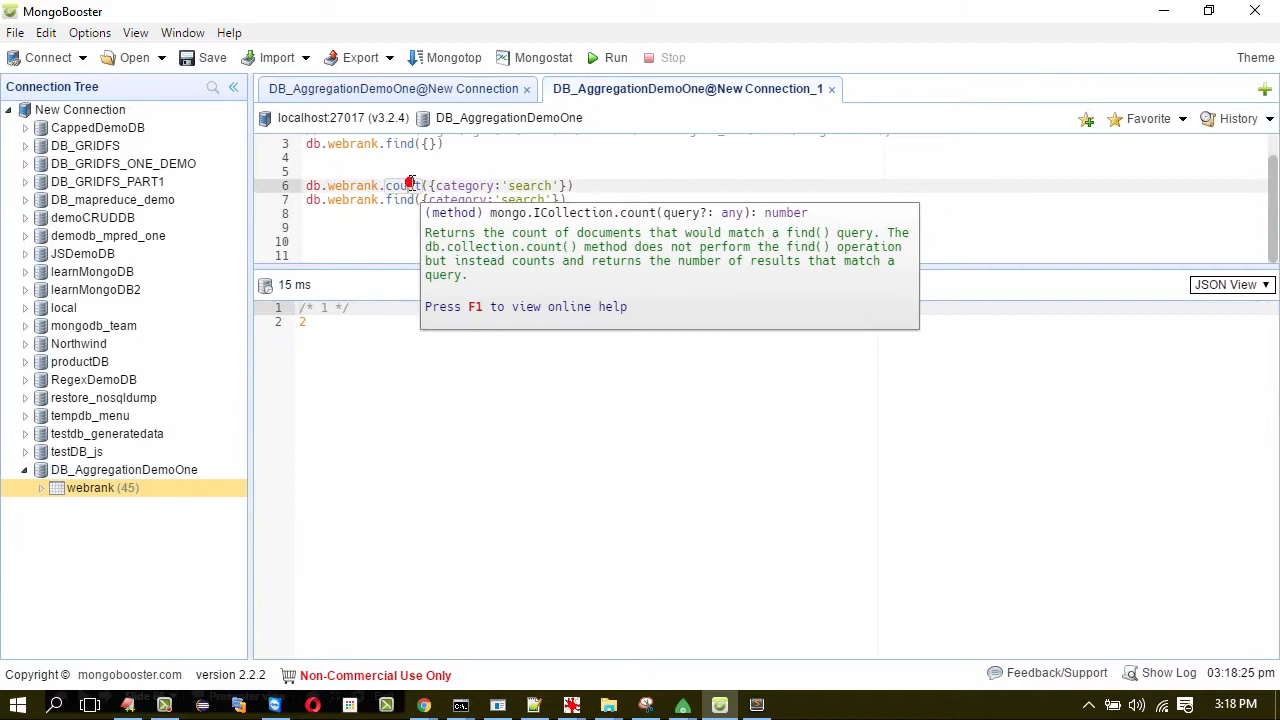 MongoBooster
File Edit Options View Window Help
Connect Open Save Import Export Mongotop Mongostat Run Stop Theme
Connection Tree
New Connection
CappedDemoDB
DB_GRIDFS
DB_GRIDFS_ONE_DEMO
DB_GRIDFS_PART1
DB_mapreduce_demo
demoCRUDDB
demodb_mpred_one
JSDemoDB
learnMongoDB
learnMongoDB2
local
mongodb_team
Northwind
productDB
RegexDemoDB
restore_nosqldump
tempdb_menu
testdb_generatedata
testDB_js
DB_AggregationDemoOne
webrank (45)
DB_AggregationDemoOne@New Connection × DB_AggregationDemoOne@New Connection_1 ×
localhost:27017 (v3.2.4) DB_AggregationDemoOne Favorite History
3 db.webrank.find({})
4
5
6 db.webrank.count({category:'search'})
7 db.webrank.find({category:'search'})
8
9
10
11
(method) mongo.ICollection.count(query?: any): number
Returns the count of documents that would match a find() query. The
db.collection.count() method does not perform the find() operation
but instead counts and returns the number of results that match a
query.
Press F1 to view online help
15 ms JSON View
1 /* 1 */
2 2
Copyright © mongobooster.com version 2.2.2 Non-Commercial Use Only Feedback/Support Show Log 03:18:25 pm
3:18 PM